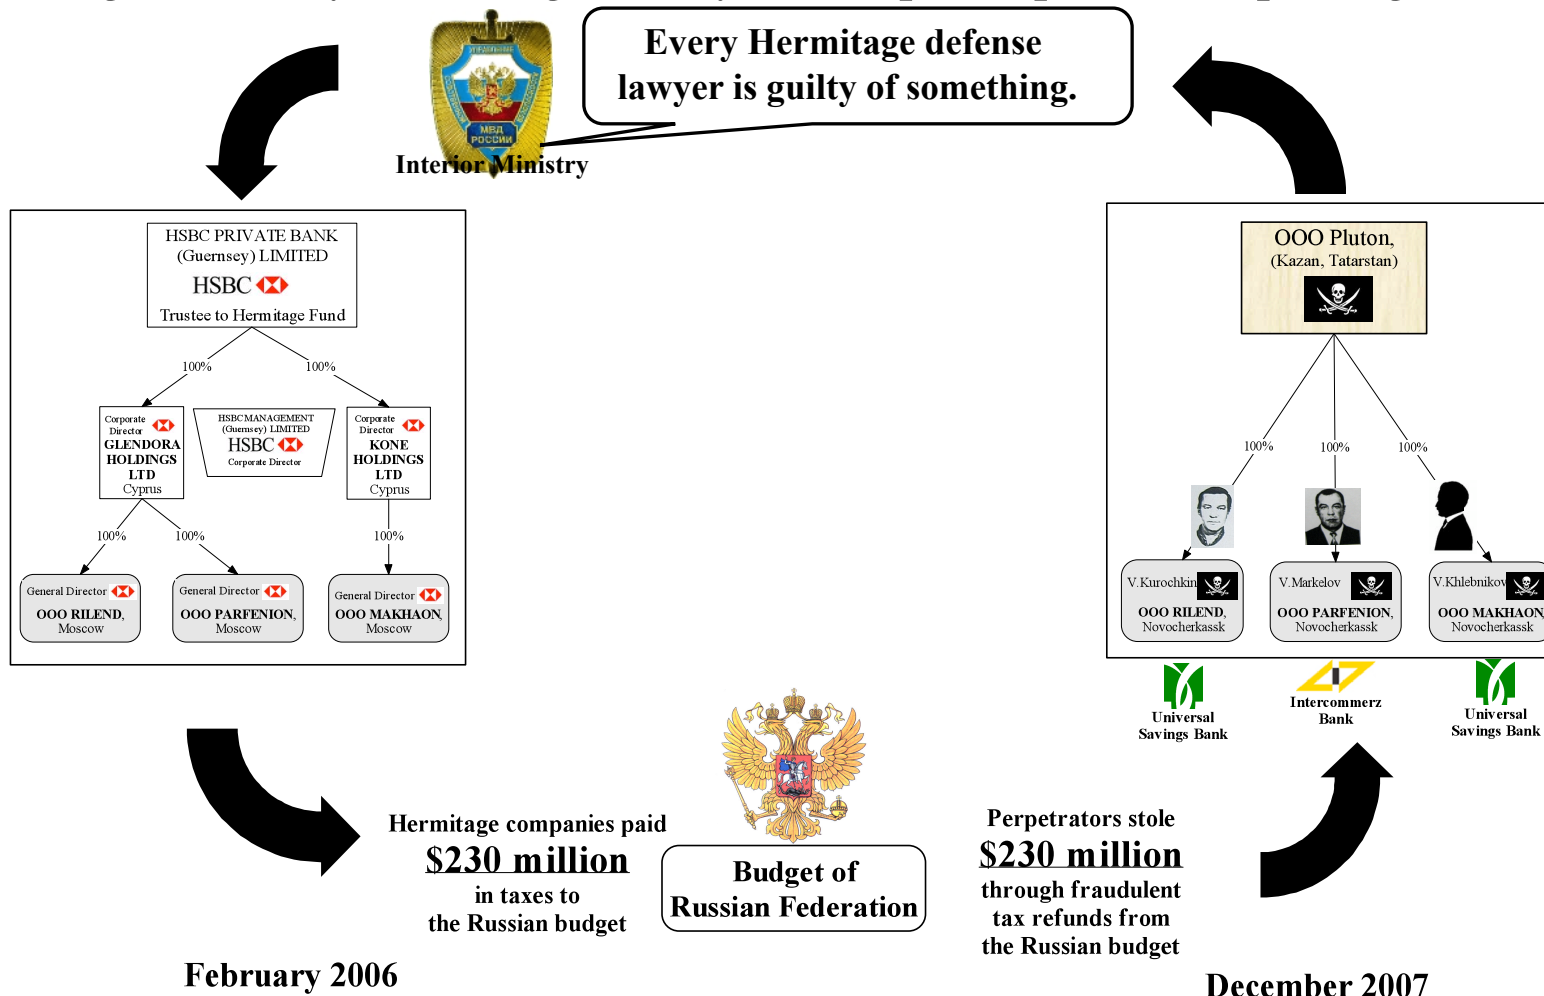 Every Hermitage defense
lawyer is guilty of something.
УПРАВЛЕНИЕ
МВД
РОССИИ
Interior Ministry
HSBC PRIVATE BANK
(Guernsey) LIMITED
HSBC
Trustee to Hermitage Fund
100%
100%
Corporate
Director
GLENDORA
HOLDINGS
LTD
Cyprus
HSBC MANAGEMENT
(Guernsey) LIMITED
HSBC
Corporate Director
Corporate
Director
KONE
HOLDINGS
LTD
Cyprus
100%
100%
100%
General Director
OOO RILEND,
Moscow
General Director
OOO PARFENION,
Moscow
General Director
OOO MAKHAON,
Moscow
OOO Pluton,
(Kazan, Tatarstan)
100%
100%
100%
V.Kurochkin
OOO RILEND,
Novocherkassk
V.Markelov
OOO PARFENION,
Novocherkassk
V.Khlebnikov
OOO MAKHAON,
Novocherkassk
Universal
Savings Bank
Intercommerz
Bank
Universal
Savings Bank
Hermitage companies paid
$230 million
in taxes to
the Russian budget
Budget of
Russian Federation
Perpetrators stole
$230 million
through fraudulent
tax refunds from
the Russian budget
February 2006
December 2007